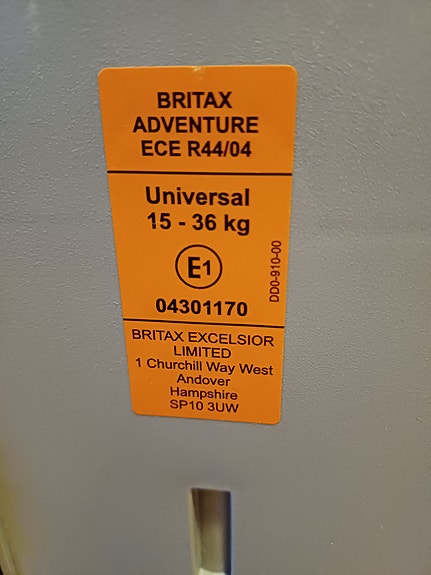 BRITAX
ADVENTURE
ECE R44/04
Universal
15 - 36 kg
E1
DD0-910-00
04301170
BRITAX EXCELSIOR
LIMITED
1 Churchill Way West
Andover
Hampshire
SP10 3UW